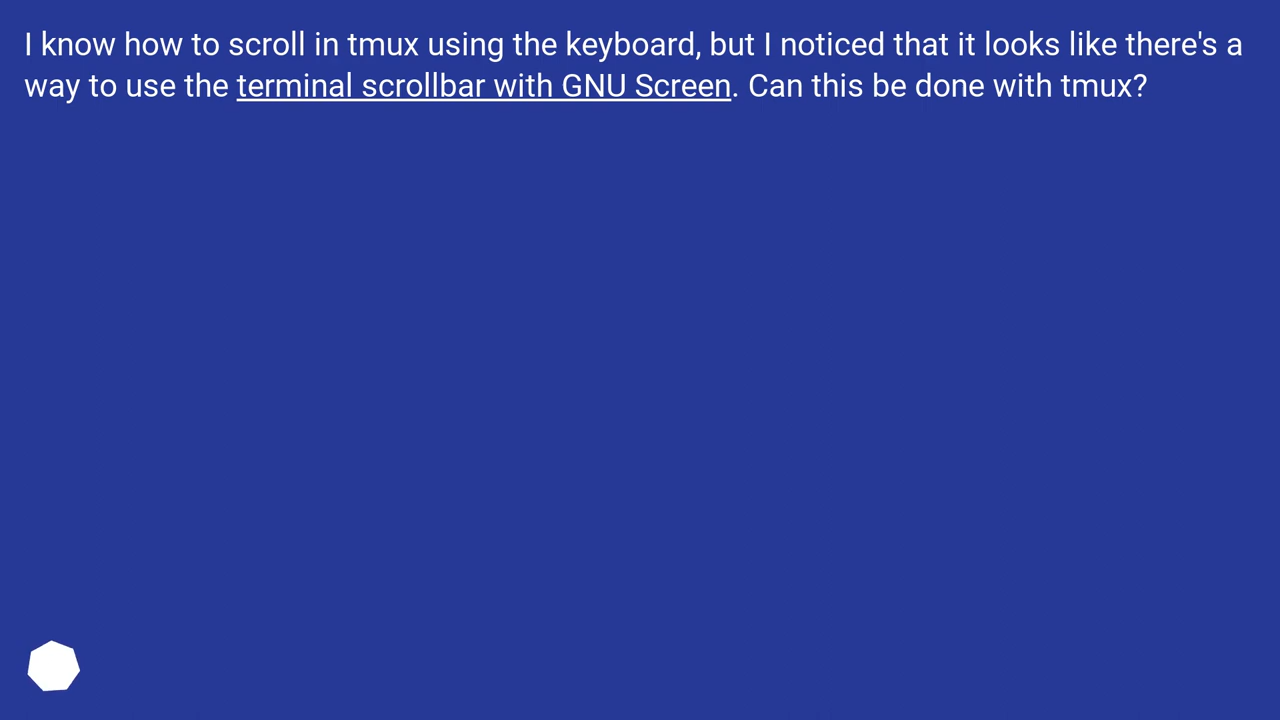 I know how to scroll in tmux using the keyboard, but I noticed that it looks like there's a
way to use the terminal scrollbar with GNU Screen. Can this be done with tmux?